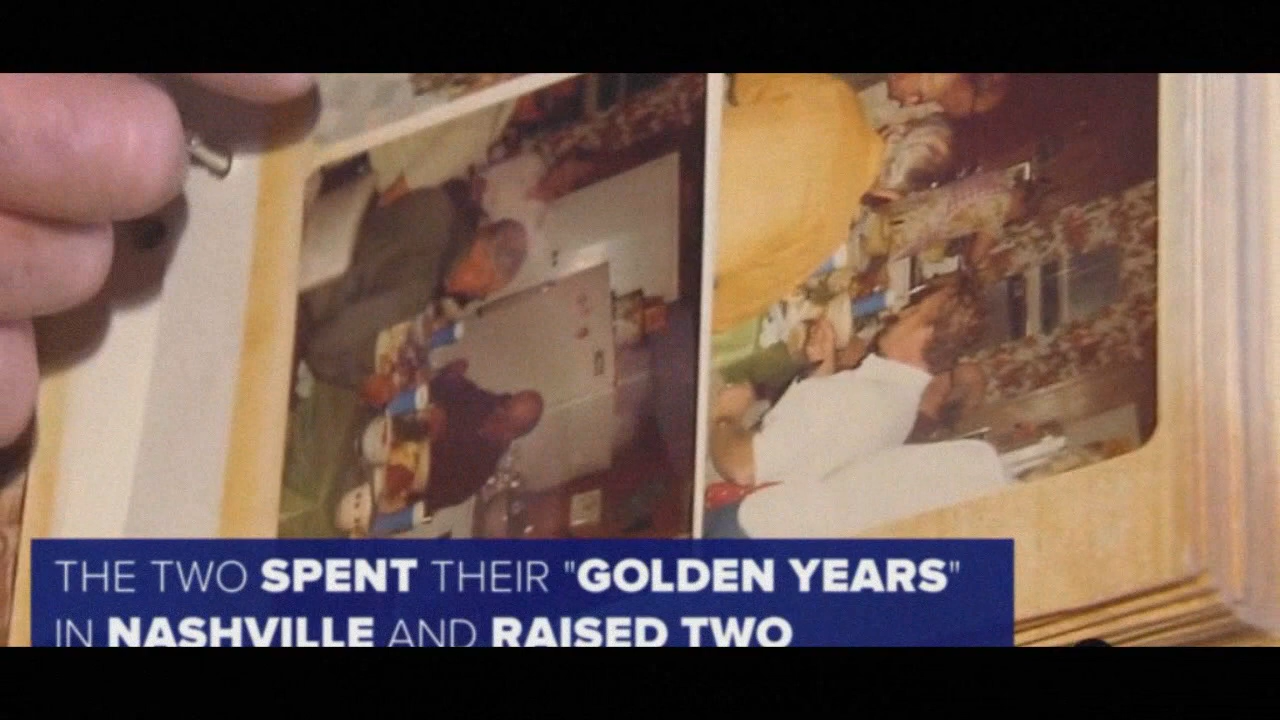 THE TWO SPENT THEIR "GOLDEN YEARS"
IN NASHVILLE AND RAISED TWO